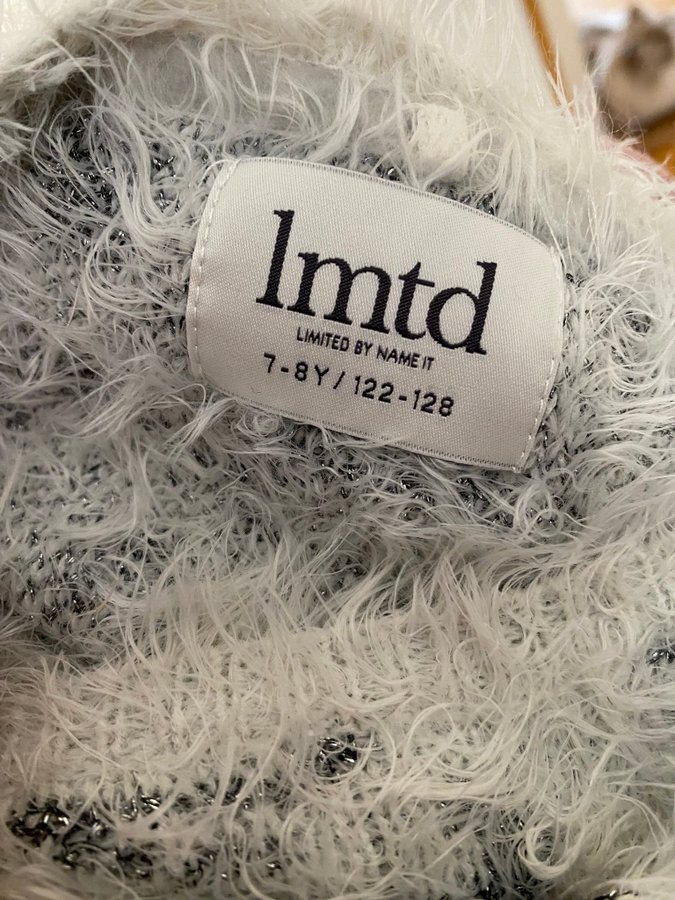 lmtd
LIMITED BY NAME IT
7-8Y / 122-128